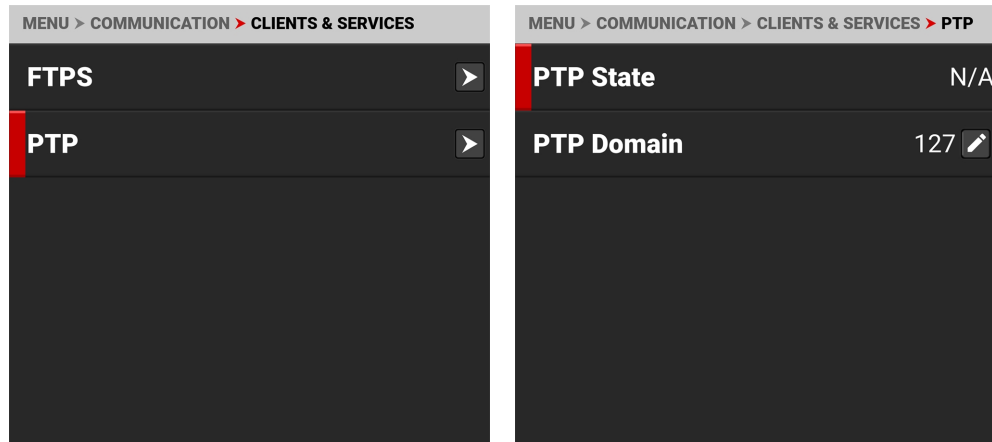 MENU > COMMUNICATION > CLIENTS & SERVICES
FTPS
PTP
MENU > COMMUNICATION > CLIENTS & SERVICES > PTP
PTP State N/A
PTP Domain 127